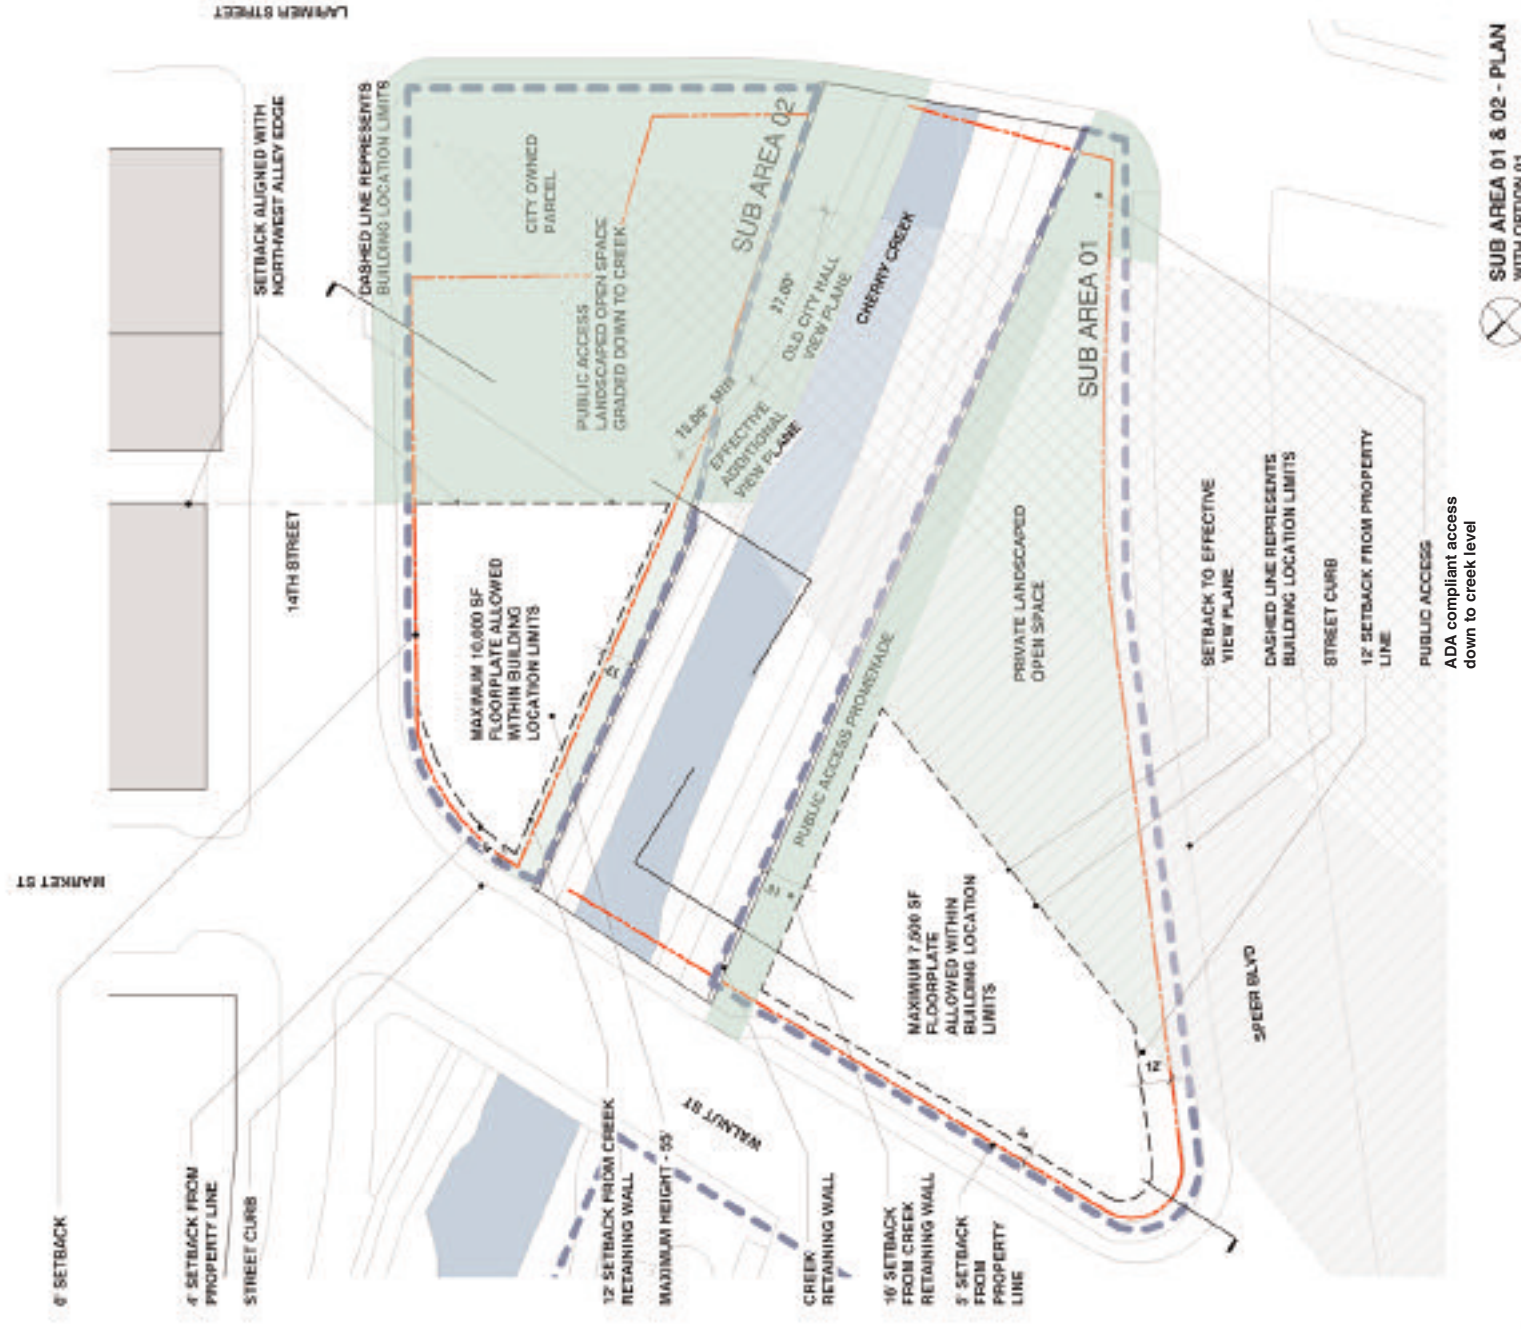 LARIMER STREET
MARKET ST
SETBACK ALIGNED WITH
NORTHWEST ALLEY EDGE
DASHED LINE REPRESENTS
BUILDING LOCATION LIMITS
14TH STREET
CITY OWNED
PARCEL
PUBLIC ACCESS
LANDSCAPED OPEN SPACE
GRADED DOWN TO CREEK
SUB AREA 02
MAXIMUM 10,000 SF
FLOORPLATE ALLOWED
WITHIN BUILDING
LOCATION LIMITS
EFFECTIVE
ADDITIONAL
VIEW PLANE
OLD CITY HALL
VIEW PLANE
CHERRY CREEK
PUBLIC ACCESS PROMENADE
SUB AREA 01
PRIVATE LANDSCAPED
OPEN SPACE
MAXIMUM 7,500 SF
FLOORPLATE
ALLOWED WITHIN
BUILDING LOCATION
LIMITS
12'
WALNUT ST
SPEER BLVD
6' SETBACK
4' SETBACK FROM
PROPERTY LINE
STREET CURB
12' SETBACK FROM CREEK
RETAINING WALL
MAXIMUM HEIGHT - 55'
CREEK
RETAINING WALL
16' SETBACK
FROM CREEK
RETAINING WALL
5' SETBACK
FROM
PROPERTY
LINE
SETBACK TO EFFECTIVE
VIEW PLANE
DASHED LINE REPRESENTS
BUILDING LOCATION LIMITS
STREET CURB
12' SETBACK FROM PROPERTY
LINE
PUBLIC ACCESS
ADA compliant access
down to creek level
SUB AREA 01 & 02 - PLAN
WITH OPTION 01